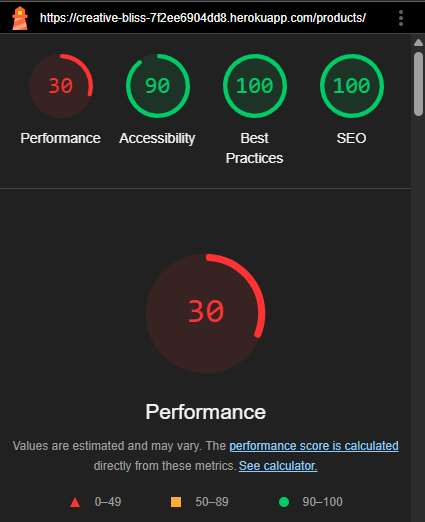 https://creative-bliss-7f2ee6904dd8.herokuapp.com/products/
30 90 100 100
Performance Accessibility Best Practices SEO
30
Performance
Values are estimated and may vary. The performance score is calculated
directly from these metrics. See calculator.
0–49 50–89 90–100